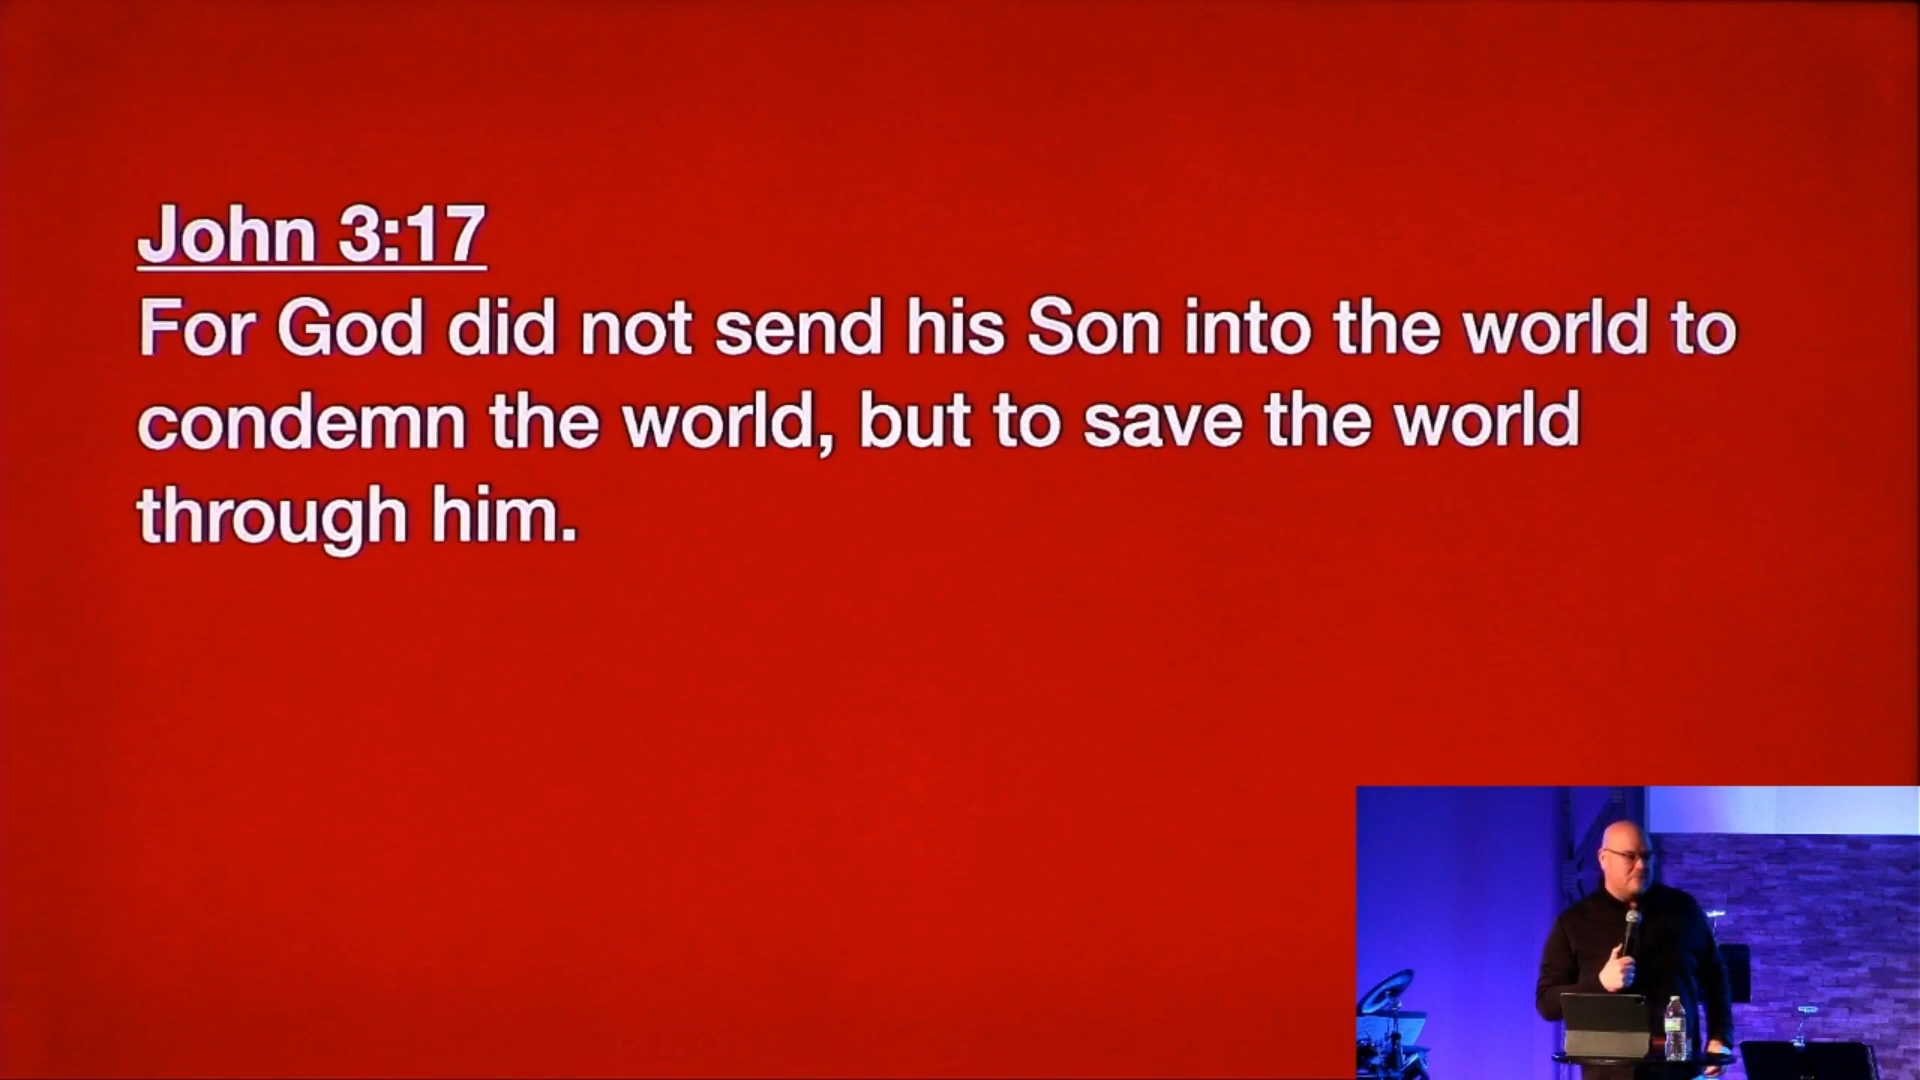 John 3:17
For God did not send his Son into the world to
condemn the world, but to save the world
through him.